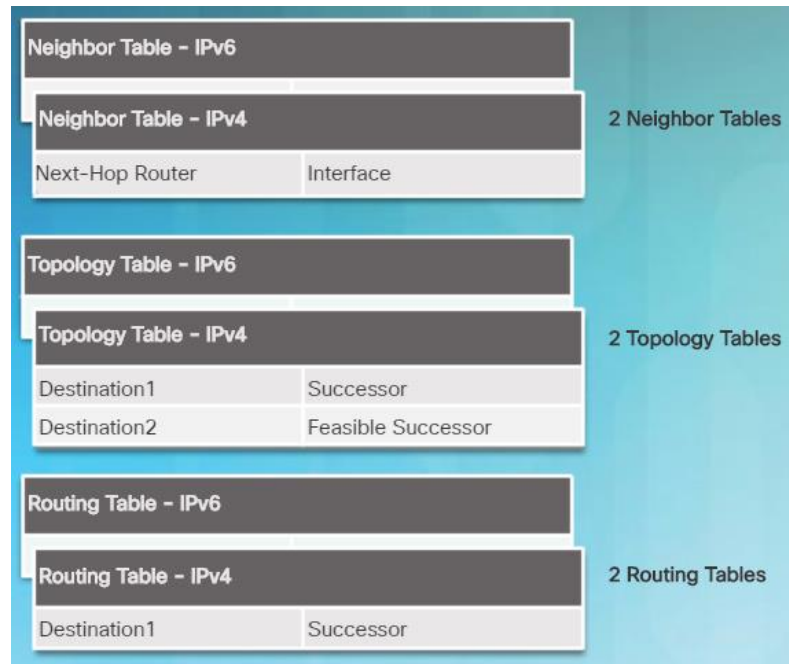 Neighbor Table - IPv6
Neighbor Table - IPv4
2 Neighbor Tables
Next-Hop Router Interface
Topology Table - IPv6
Topology Table - IPv4
2 Topology Tables
Destination1 Successor
Destination2 Feasible Successor
Routing Table - IPv6
Routing Table - IPv4
2 Routing Tables
Destination1 Successor